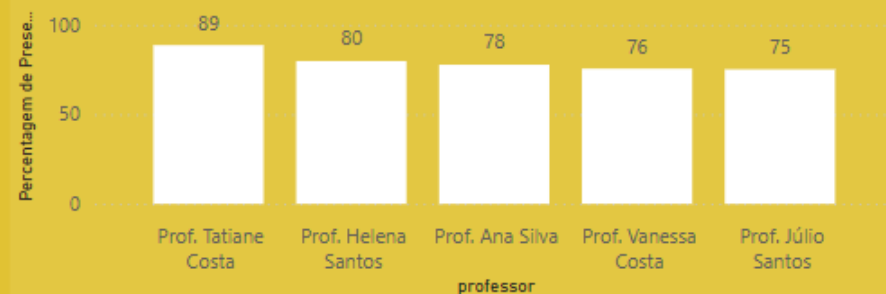 Percentagem de Prese...
100
50
0
89
80
78
76
75
Prof. Tatiane
Costa
Prof. Helena
Santos
Prof. Ana Silva
Prof. Vanessa
Costa
Prof. Júlio
Santos
professor